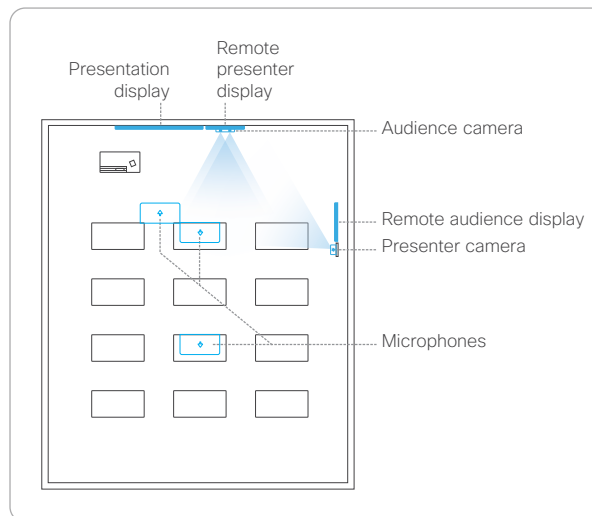 Remote
Presentation presenter
display display
Audience camera
Remote audience display
Presenter camera
Microphones